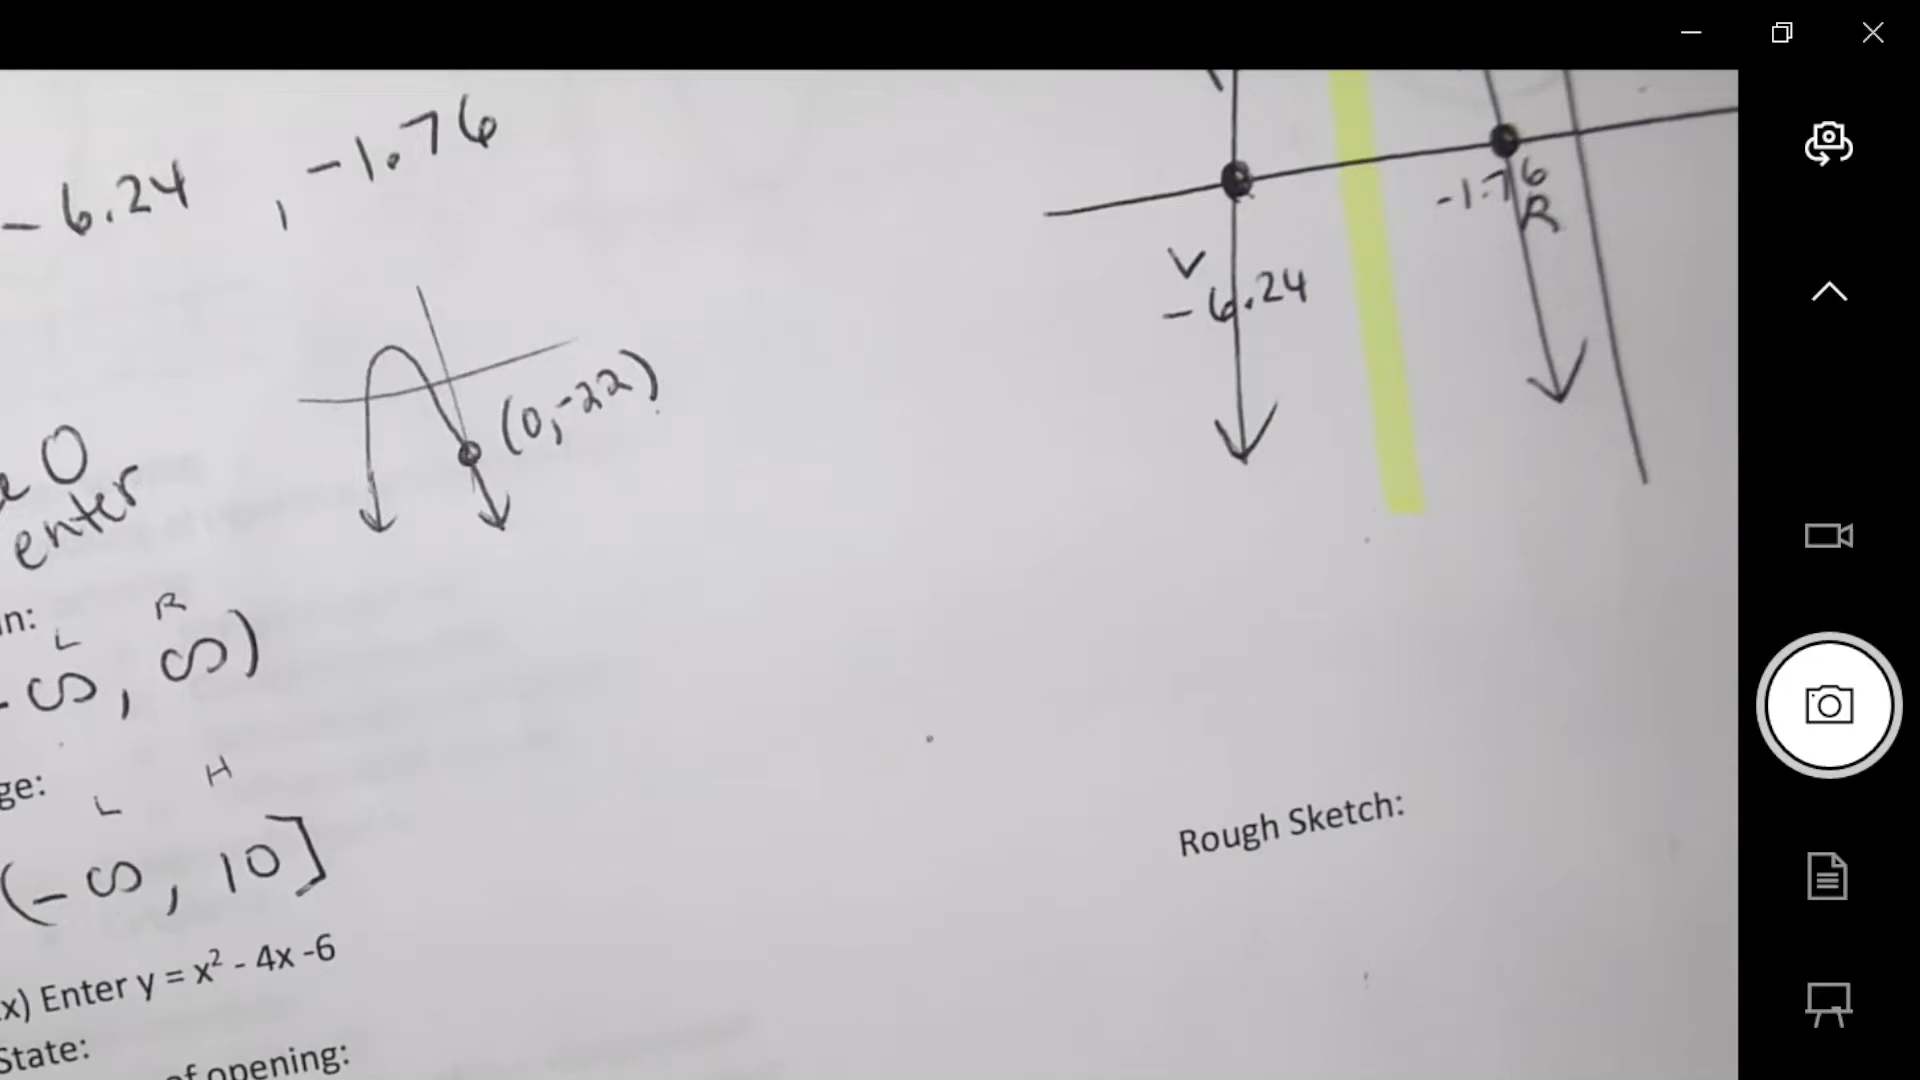 -6.24 , -1.76
-1.76
R
V
-6.24
(0,-22)
0
enter
L R
∞, ∞)
L H
(-∞, 10]
x) Enter y = x² - 4x -6
State:
of opening:
Rough Sketch: